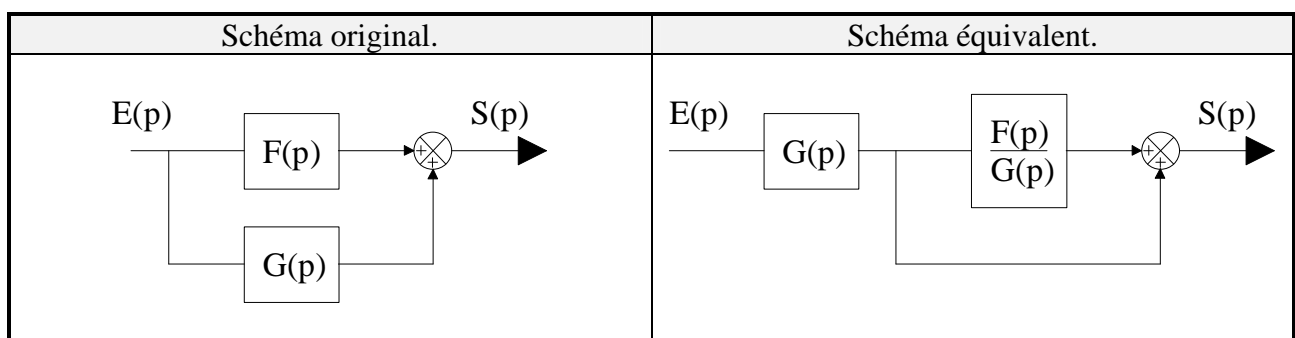 Schéma original.
Schéma équivalent.
E(p)
F(p)
+
+
S(p)
G(p)
E(p)
G(p)
F(p)
G(p)
+
+
S(p)